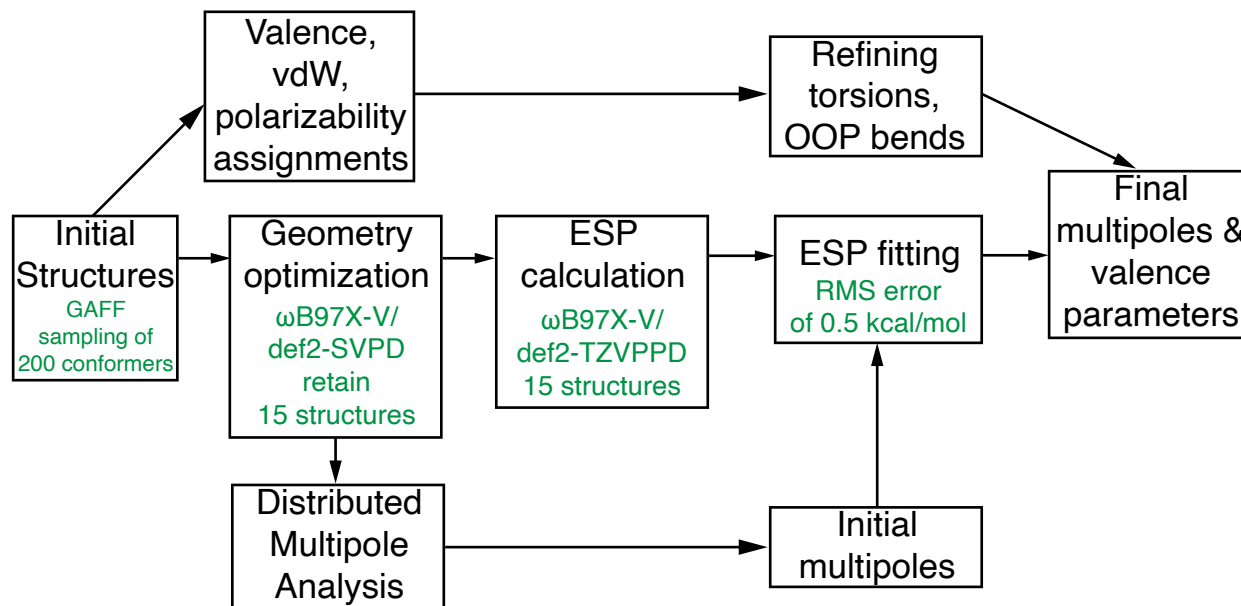 Valence,
vdW,
polarizability
assignments
Refining
torsions,
OOP bends
Initial
Structures
GAFF
sampling of
200 conformers
Geometry
optimization
ωB97X-V/
def2-SVPD
retain
15 structures
ESP
calculation
ωB97X-V/
def2-TZVPPD
15 structures
ESP fitting
RMS error
of 0.5 kcal/mol
Final
multipoles &
valence
parameters
Distributed
Multipole
Analysis
Initial
multipoles